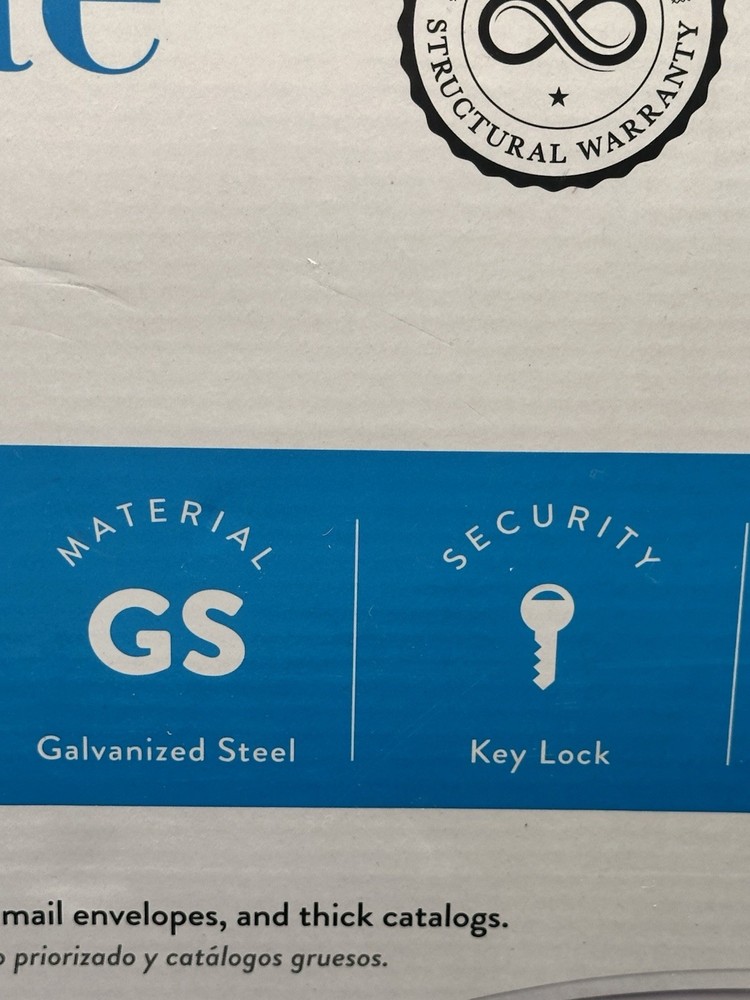 STRUCTURAL WARRANTY
MATERIAL
GS
Galvanized Steel
SECURITY
Key Lock
mail envelopes, and thick catalogs.
priorizado y catálogos gruesos.